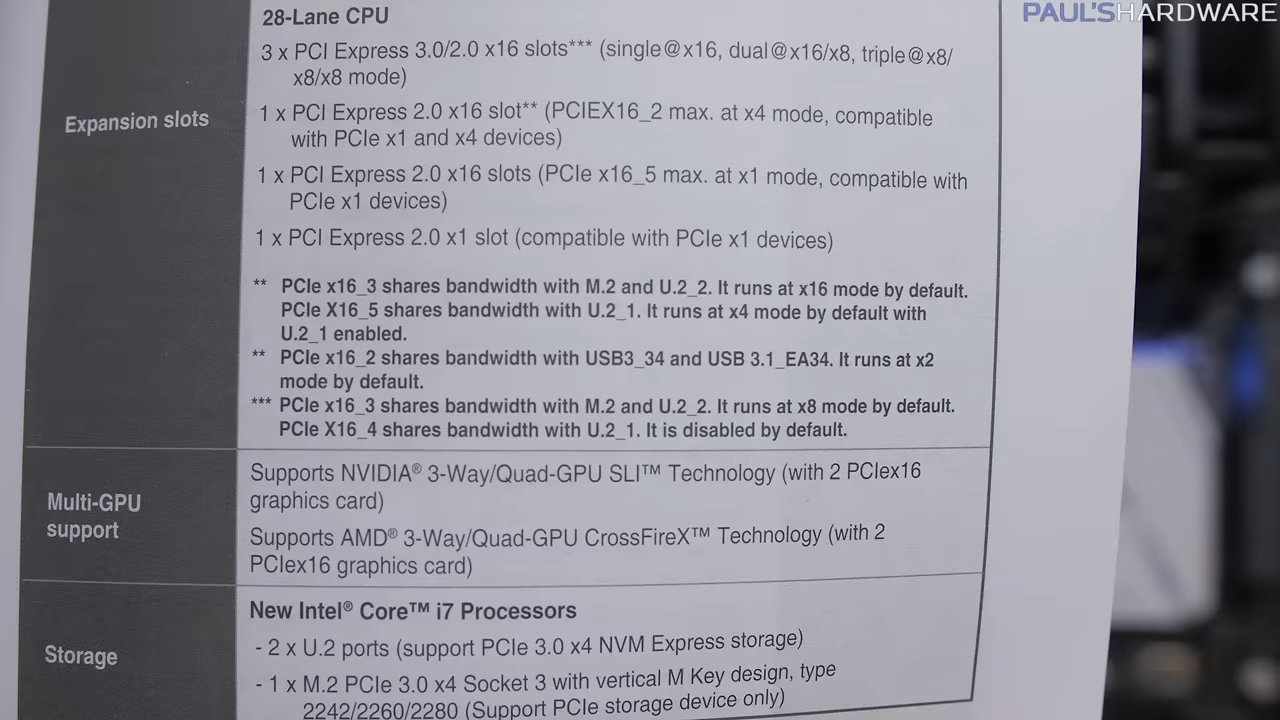 PAUL'SHARDWARE
28-Lane CPU
3 x PCI Express 3.0/2.0 x16 slots*** (single@x16, dual@x16/x8, triple@x8/
x8/x8 mode)
Expansion slots
1 x PCI Express 2.0 x16 slot** (PCIEX16_2 max. at x4 mode, compatible
with PCIe x1 and x4 devices)
1 x PCI Express 2.0 x16 slots (PCIe x16_5 max. at x1 mode, compatible with
PCIe x1 devices)
1 x PCI Express 2.0 x1 slot (compatible with PCIe x1 devices)
** PCIe x16_3 shares bandwidth with M.2 and U.2_2. It runs at x16 mode by default.
PCIe X16_5 shares bandwidth with U.2_1. It runs at x4 mode by default with
U.2_1 enabled.
** PCIe x16_2 shares bandwidth with USB3_34 and USB 3.1_EA34. It runs at x2
mode by default.
*** PCIe x16_3 shares bandwidth with M.2 and U.2_2. It runs at x8 mode by default.
PCIe X16_4 shares bandwidth with U.2_1. It is disabled by default.
Multi-GPU
support
Supports NVIDIA® 3-Way/Quad-GPU SLI™ Technology (with 2 PCIex16
graphics card)
Supports AMD® 3-Way/Quad-GPU CrossFireX™ Technology (with 2
PCIex16 graphics card)
Storage
New Intel® Core™ i7 Processors
- 2 x U.2 ports (support PCIe 3.0 x4 NVM Express storage)
- 1 x M.2 PCIe 3.0 x4 Socket 3 with vertical M Key design, type
2242/2260/2280 (Support PCIe storage device only)